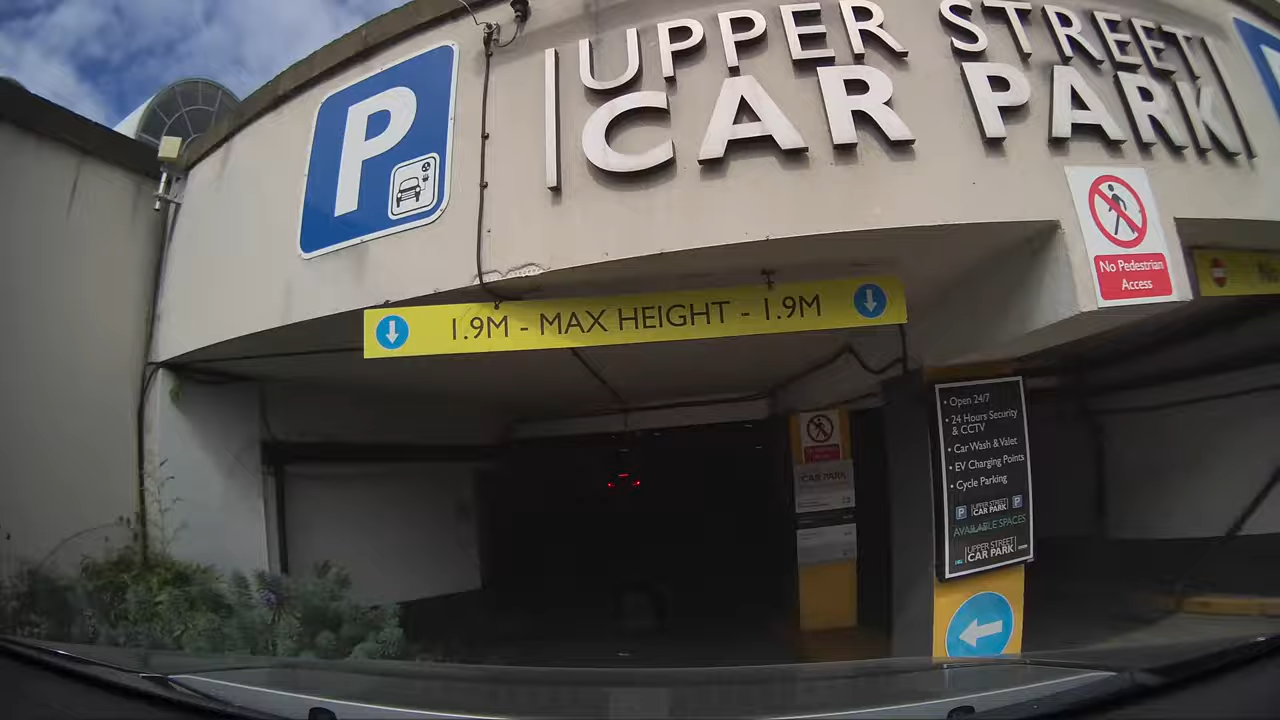 P
UPPER STREET
CAR PARK
No Pedestrian
Access
1.9M - MAX HEIGHT - 1.9M
• Open 24/7
• 24 Hours Security
& CCTV
• Car Wash & Valet
• EV Charging Points
• Cycle Parking
P UPPER STREET P
CAR PARK
AVAILABLE SPACES
UPPER STREET
CAR PARK
CAR PARK